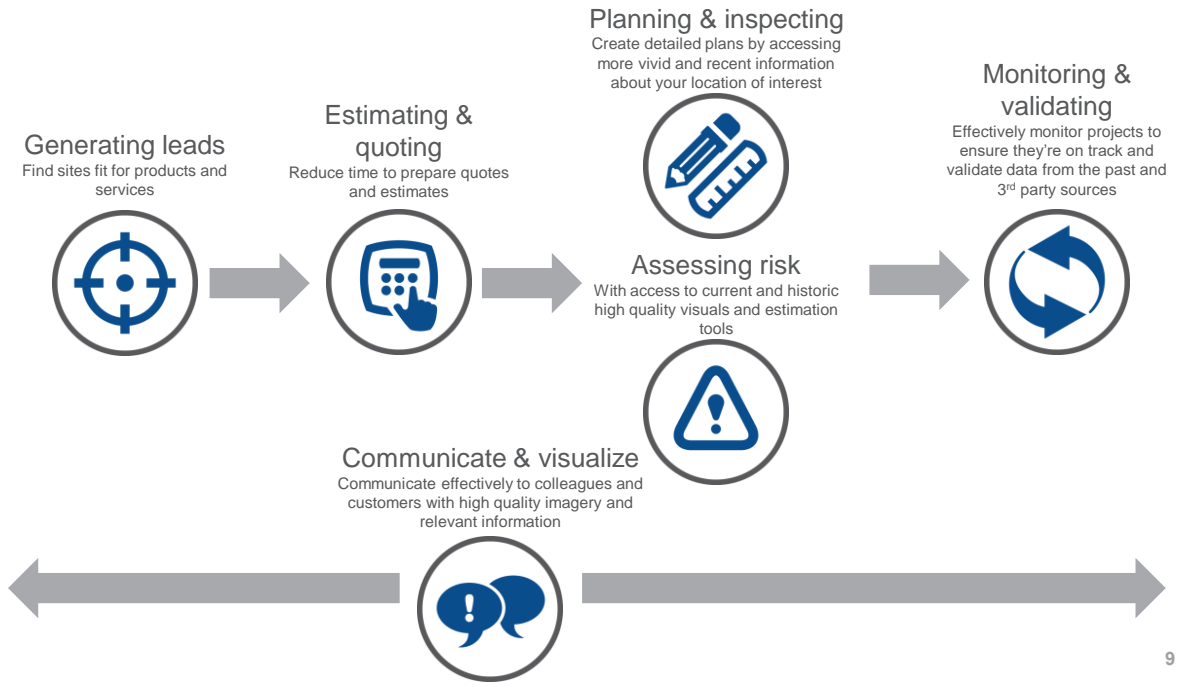 Generating leads
Find sites fit for products and
services
Estimating &
quoting
Reduce time to prepare quotes
and estimates
Planning & inspecting
Create detailed plans by accessing
more vivid and recent information
about your location of interest
Assessing risk
With access to current and historic
high quality visuals and estimation
tools
Monitoring &
validating
Effectively monitor projects to
ensure they're on track and
validate data from the past and
3rd party sources
Communicate & visualize
Communicate effectively to colleagues and
customers with high quality imagery and
relevant information
9